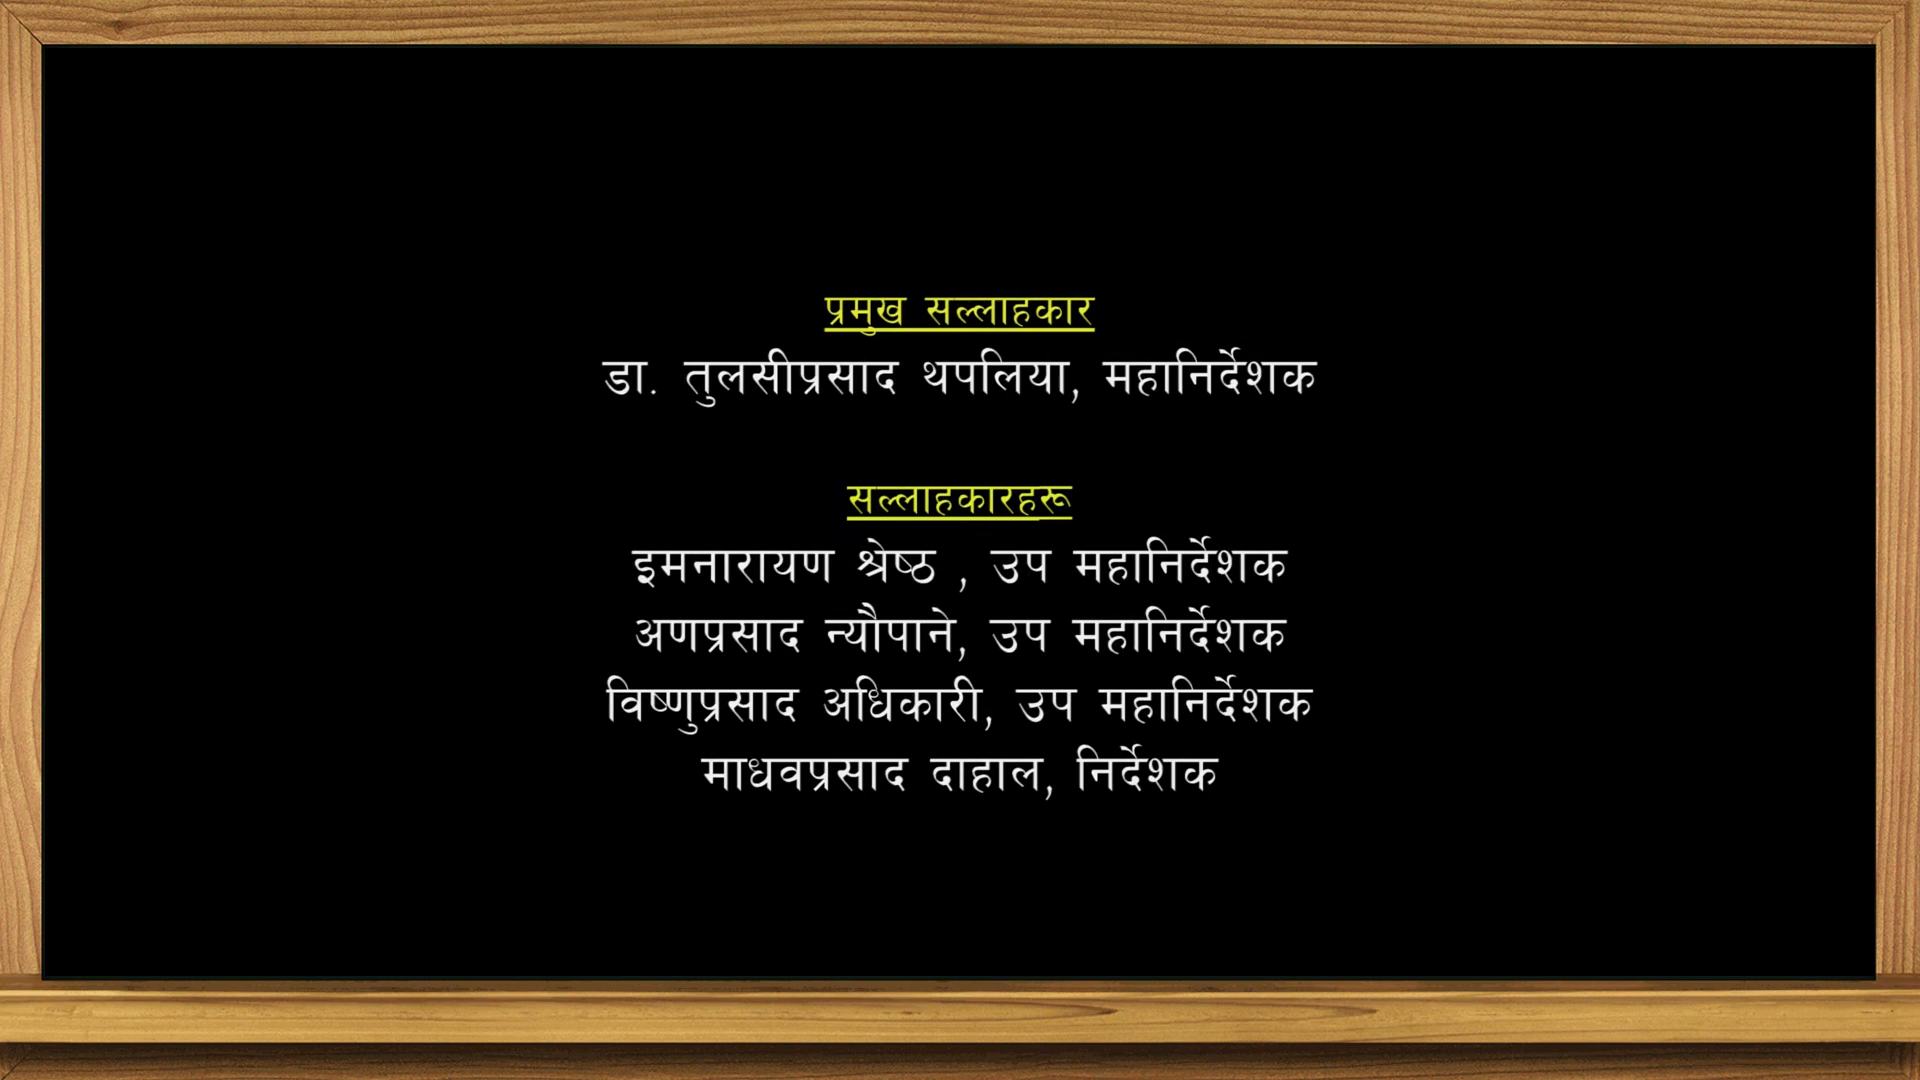 प्रमुख सल्लाहकार
डा. तुलसीप्रसाद थपलिया, महानिर्देशक
सल्लाहकारहरू
इमनारायण श्रेष्ठ , उप महानिर्देशक
अणप्रसाद न्यौपाने, उप महानिर्देशक
विष्णुप्रसाद अधिकारी, उप महानिर्देशक
माधवप्रसाद दाहाल, निर्देशक